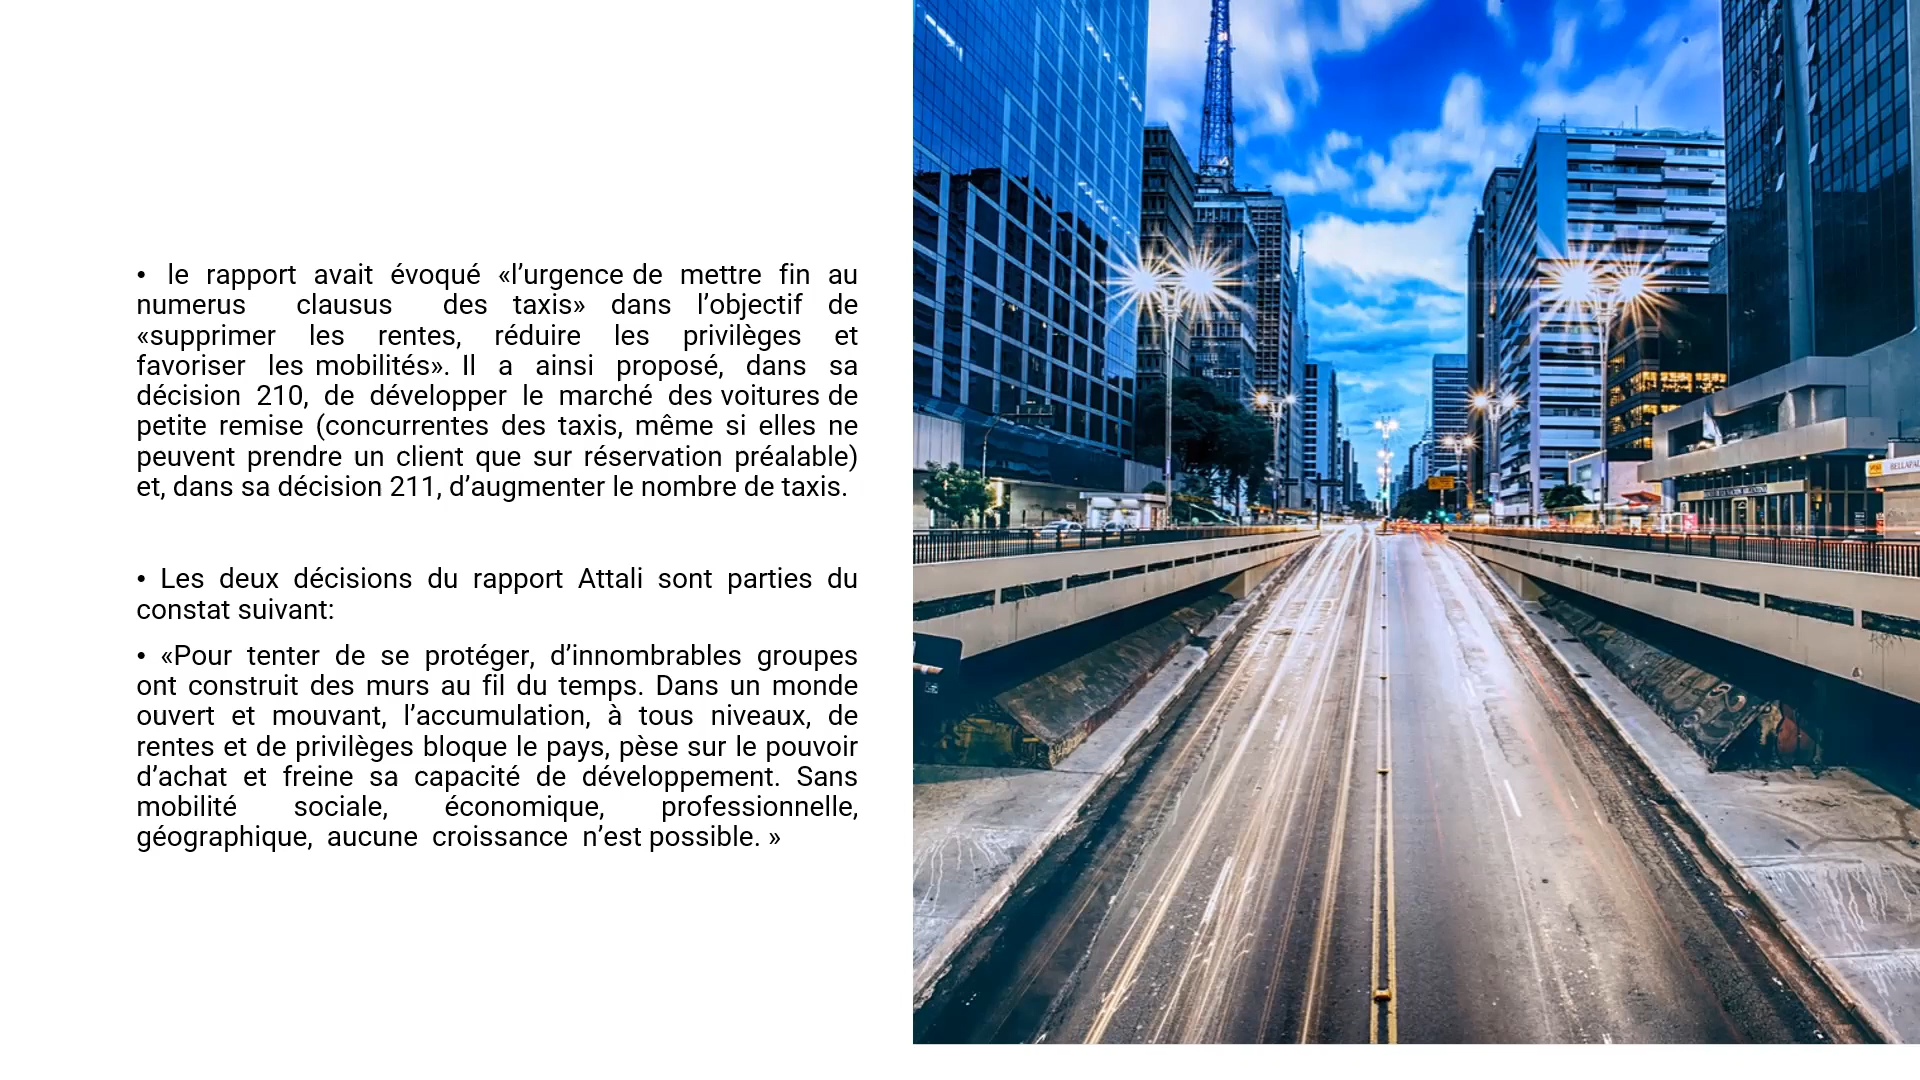 • le rapport avait évoqué «l’urgence de mettre fin au
numerus clausus des taxis» dans l’objectif de
«supprimer les rentes, réduire les privilèges et
favoriser les mobilités». Il a ainsi proposé, dans sa
décision 210, de développer le marché des voitures de
petite remise (concurrentes des taxis, même si elles ne
peuvent prendre un client que sur réservation préalable)
et, dans sa décision 211, d’augmenter le nombre de taxis.
• Les deux décisions du rapport Attali sont parties du
constat suivant:
• «Pour tenter de se protéger, d’innombrables groupes
ont construit des murs au fil du temps. Dans un monde
ouvert et mouvant, l’accumulation, à tous niveaux, de
rentes et de privilèges bloque le pays, pèse sur le pouvoir
d’achat et freine sa capacité de développement. Sans
mobilité sociale, économique, professionnelle,
géographique, aucune croissance n’est possible. »